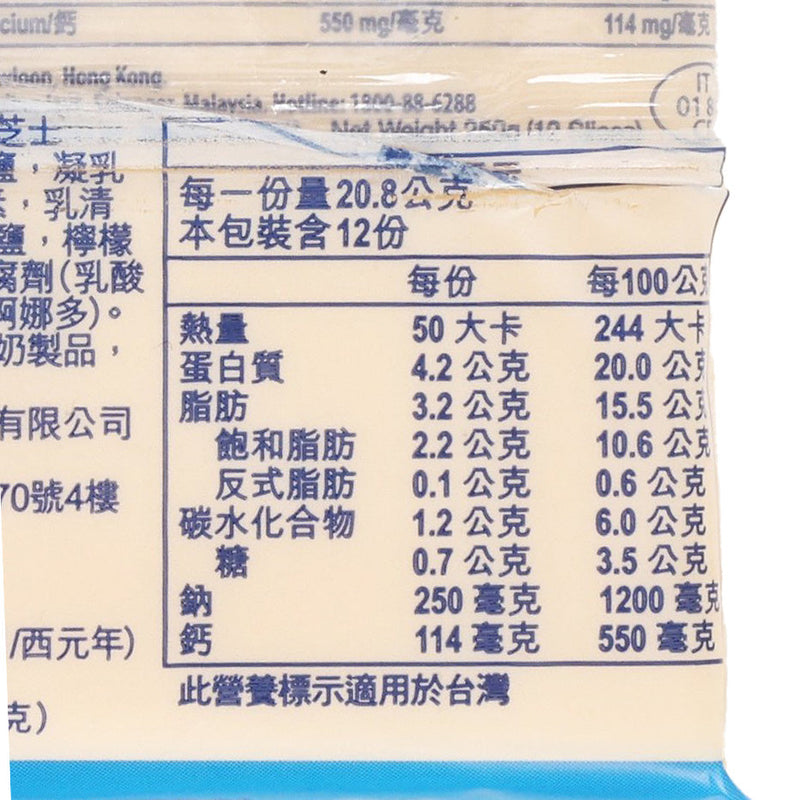 cium/鈣 550 mg/毫克 114 mg/毫克
Hong Kong
Malaysia. Hotline: 1800-88-6288
Net Weight 250g (12 Slices)
芝士
鹽，凝乳
，乳清
鹽，檸檬
腐劑(乳酸
娜多)。
奶製品，
有限公司
70號4樓
/西元年)
克)
每一份量 20.8 公克
本包裝含 12份
每份 每100公克
熱量 50 大卡 244 大卡
蛋白質 4.2 公克 20.0 公克
脂肪 3.2 公克 15.5 公克
飽和脂肪 2.2 公克 10.6 公克
反式脂肪 0.1 公克 0.6 公克
碳水化合物 1.2 公克 6.0 公克
糖 0.7 公克 3.5 公克
鈉 250 毫克 1200 毫克
鈣 114 毫克 550 毫克
此營養標示適用於台灣
IT
01 8